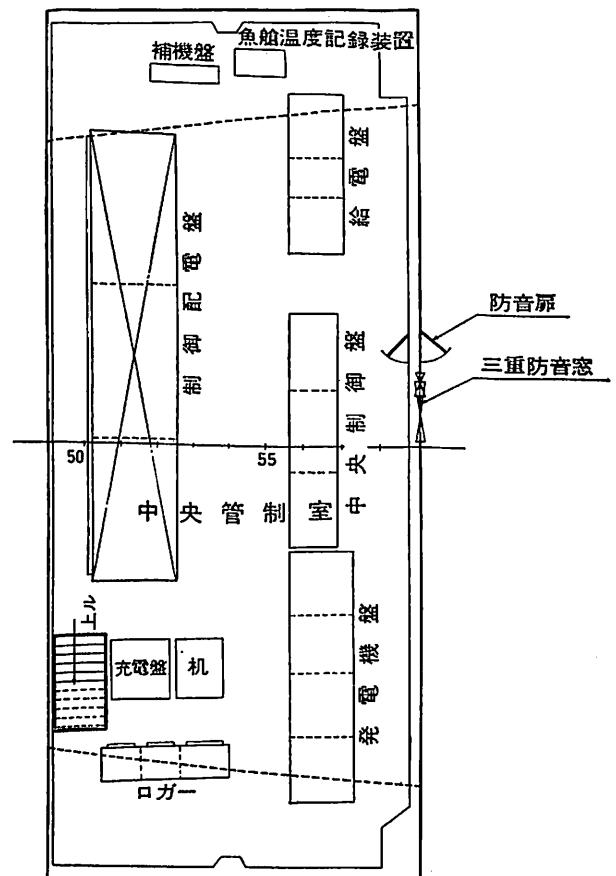 魚艙温度記録装置
補機盤
給電盤
制御配電盤
防音扉
三重防音窓
中央制御盤
50
55
中央管制室
上ル
充電盤
机
発電機盤
ロガー